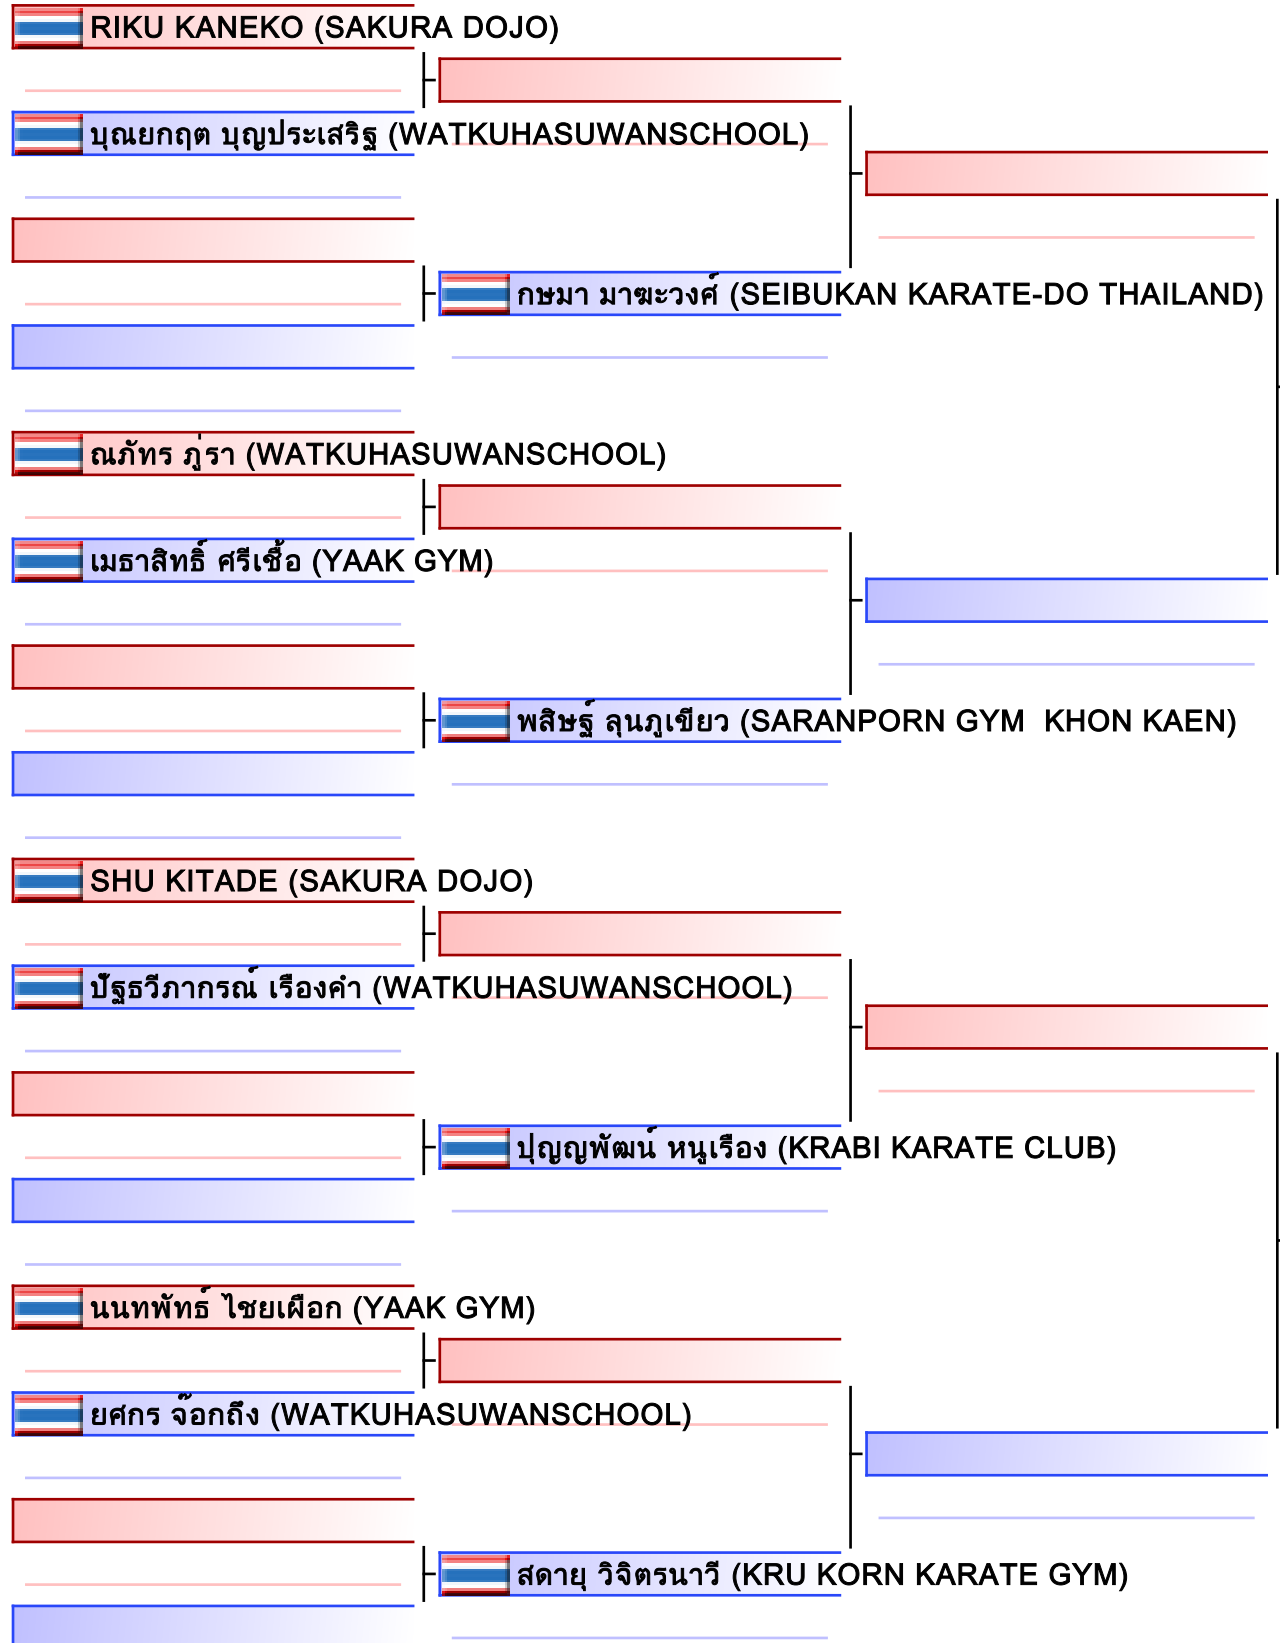 RIKU KANEKO (SAKURA DOJO)
บุณยกฤต บุญประเสริฐ (WATKUHASUWANSCHOOL)
กษมา มาฆะวงศ์ (SEIBUKAN KARATE-DO THAILAND)
ณภัทร ภู่รา (WATKUHASUWANSCHOOL)
เมธาสิทธิ์ ศรีเชื้อ (YAAK GYM)
พสิษฐ์ ลุนภูเขียว (SARANPORN GYM  KHON KAEN)
SHU KITADE (SAKURA DOJO)
ปัฐธวีภากรณ์ เรืองคำ (WATKUHASUWANSCHOOL)
ปุญญพัฒน์ หนูเรือง (KRABI KARATE CLUB)
นนทพัทธ์ ไชยเผือก (YAAK GYM)
ยศกร จ๊อกถึง (WATKUHASUWANSCHOOL)
สดายุ วิจิตรนาวี (KRU KORN KARATE GYM)